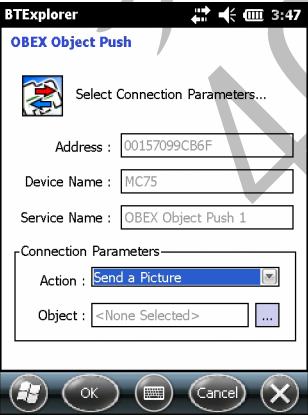 BTExplorer 3:47
OBEX Object Push
Select Connection Parameters...
Address : 00157099CB6F
Device Name : MC75
Service Name : OBEX Object Push 1
Connection Parameters
Action : Send a Picture
Object : <None Selected> ...
OK Cancel